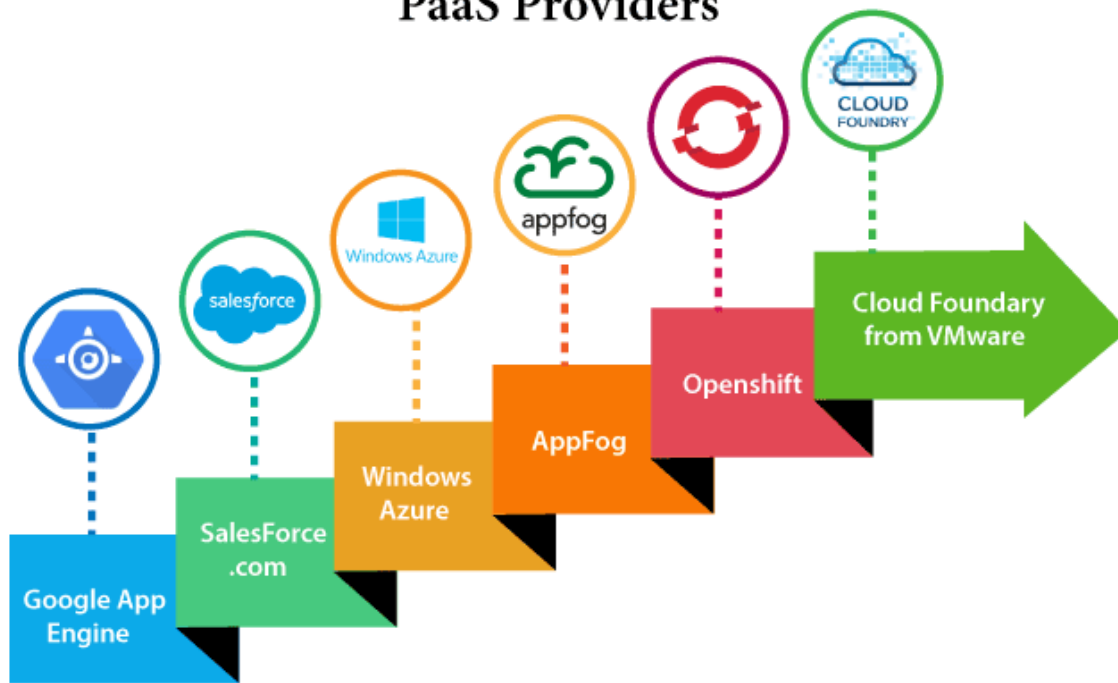 PaaS Providers
CLOUD
FOUNDRY
appfog
Windows Azure
salesforce
Cloud Foundary
from VMware
Openshift
AppFog
Windows
Azure
SalesForce
.com
Google App
Engine